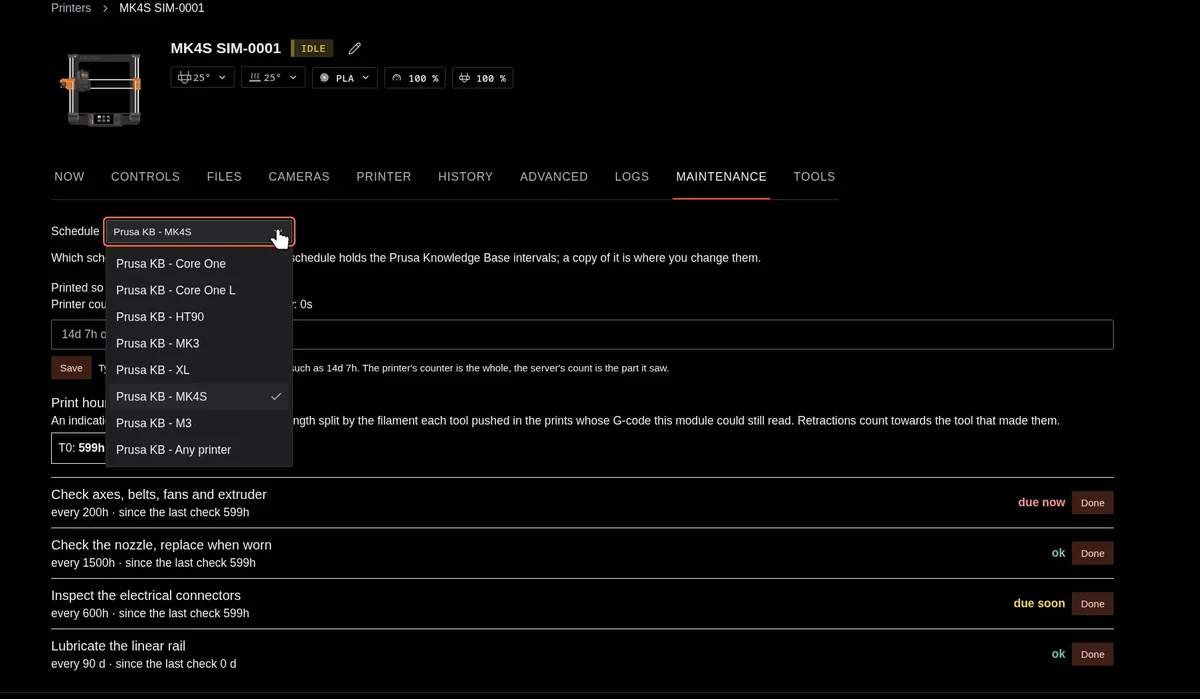 Printers > MK4S SIM-0001
MK4S SIM-0001 IDLE
25° 25° PLA 100 % 100 %
NOW CONTROLS FILES CAMERAS PRINTER HISTORY ADVANCED LOGS MAINTENANCE TOOLS
Schedule Prusa KB - MK4S
Which sch schedule holds the Prusa Knowledge Base intervals; a copy of it is where you change them.
Prusa KB - Core One
Prusa KB - Core One L
Prusa KB - HT90
Prusa KB - MK3
Prusa KB - XL
Prusa KB - MK4S
Prusa KB - M3
Prusa KB - Any printer
Printed so
Printer cou : 0s
14d 7h o
Save Ty such as 14d 7h. The printer's counter is the whole, the server's count is the part it saw.
Print hour
An indicati ngth split by the filament each tool pushed in the prints whose G-code this module could still read. Retractions count towards the tool that made them.
T0: 599h
Check axes, belts, fans and extruder
every 200h · since the last check 599h
due now Done
Check the nozzle, replace when worn
every 1500h · since the last check 599h
ok Done
Inspect the electrical connectors
every 600h · since the last check 599h
due soon Done
Lubricate the linear rail
every 90 d · since the last check 0 d
ok Done